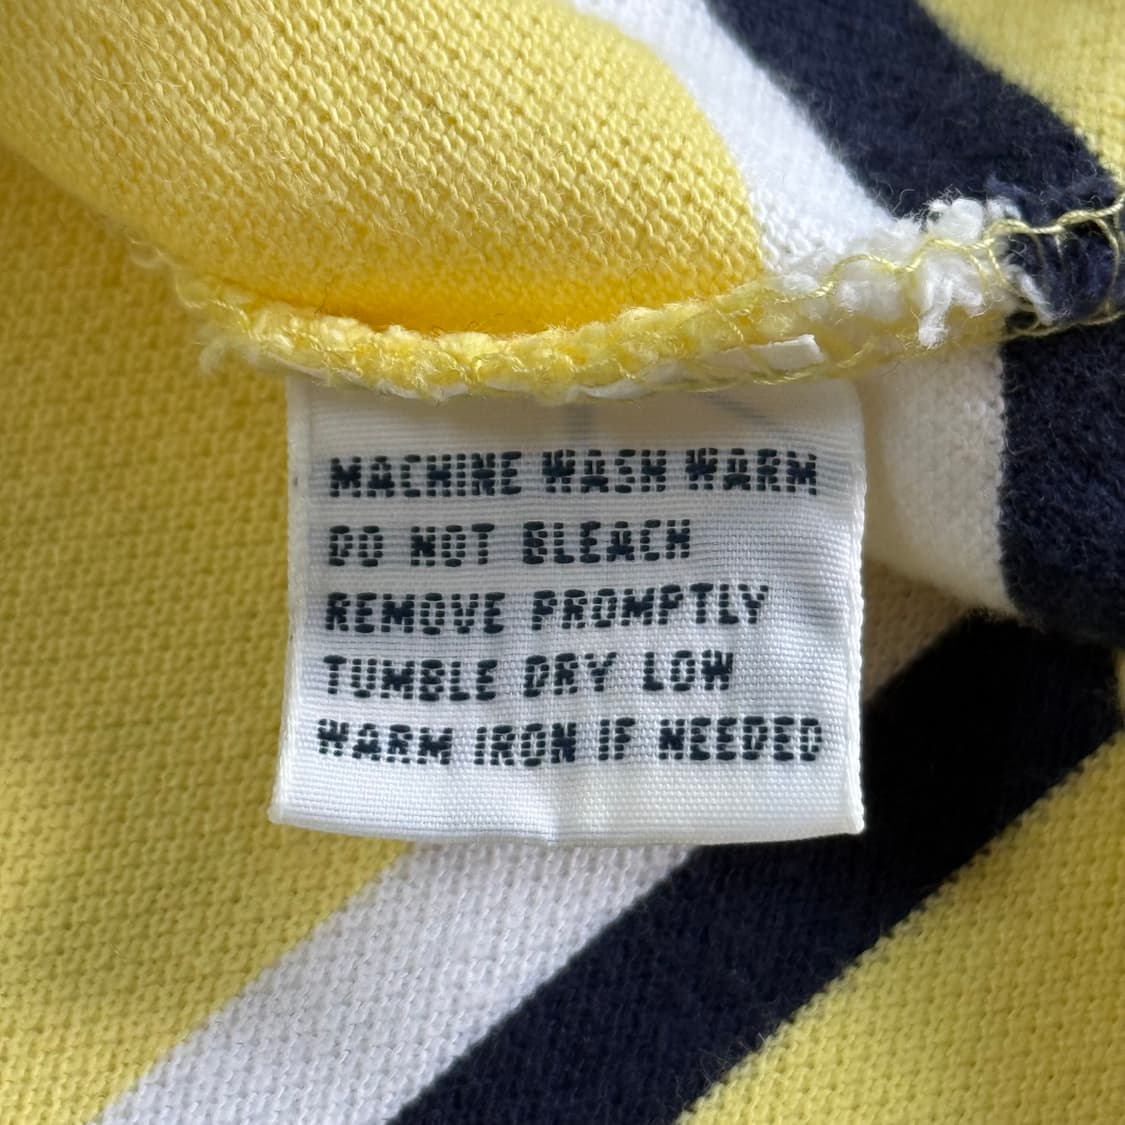 MACHINE WASH WARM
DO NOT BLEACH
REMOVE PROMPTLY
TUMBLE DRY LOW
WARM IRON IF NEEDED